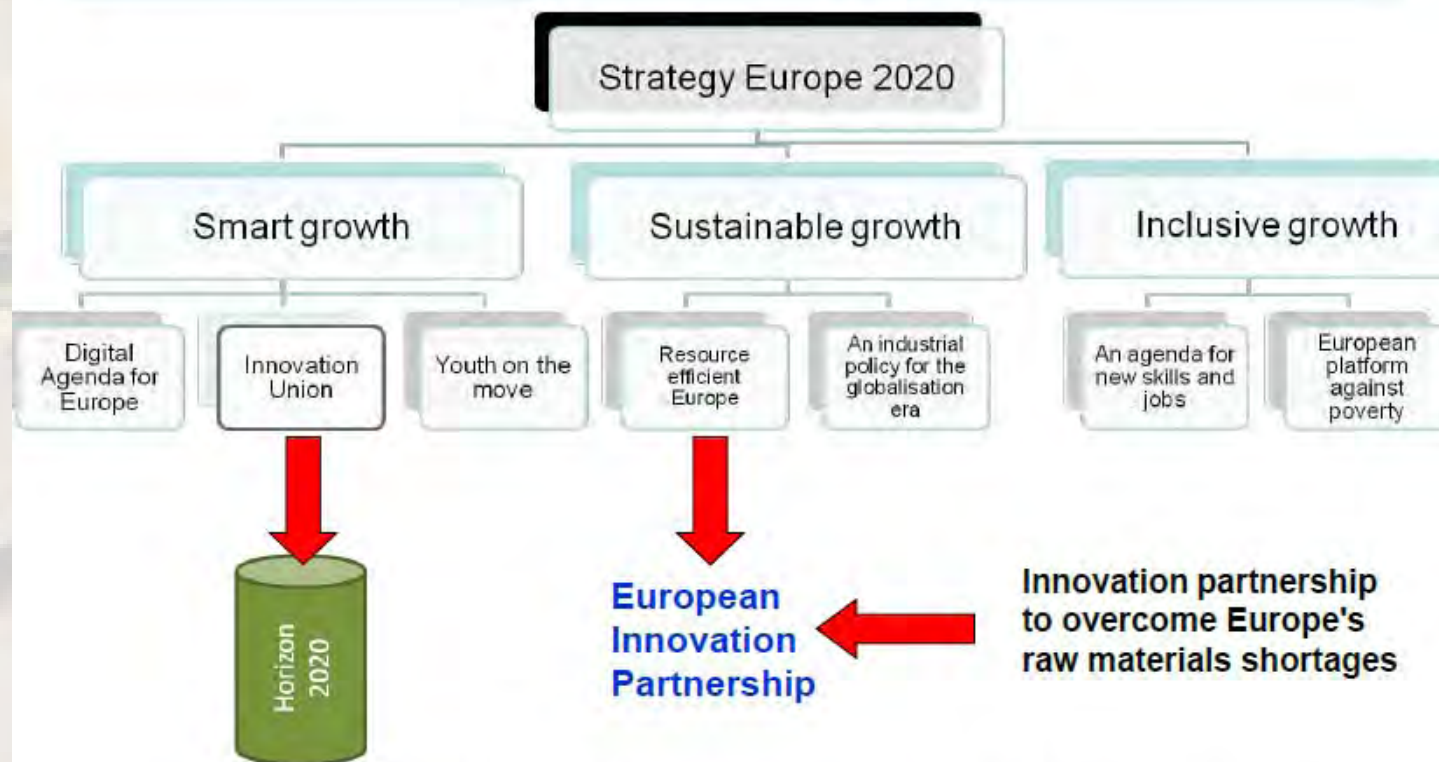 Strategy Europe 2020
Smart growth
Sustainable growth
Inclusive growth
Digital
Agenda for
Europe
Innovation
Union
Youth on the
move
Resource
efficient
Europe
An industrial
policy for the
globalisation
era
An agenda for
new skills and
jobs
European
platform
against
poverty
Horizon
2020
European
Innovation
Partnership
Innovation partnership
to overcome Europe's
raw materials shortages